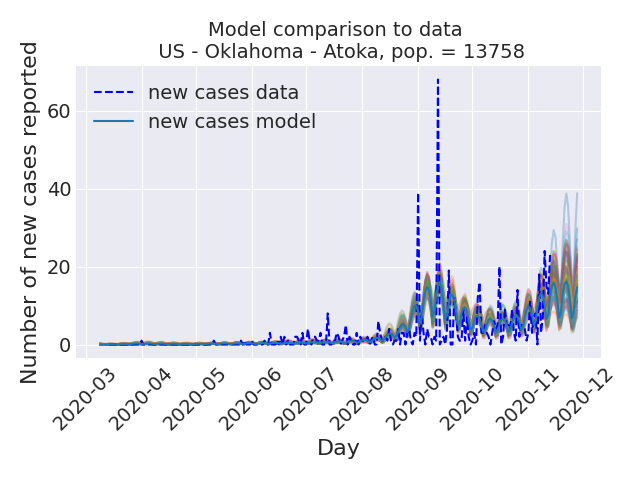 Model comparison to data
US - Oklahoma - Atoka, pop. = 13758
new cases data
new cases model
Number of new cases reported
60
40
20
0
2020-03
2020-04
2020-05
2020-06
2020-07
2020-08
2020-09
2020-10
2020-11
2020-12
Day